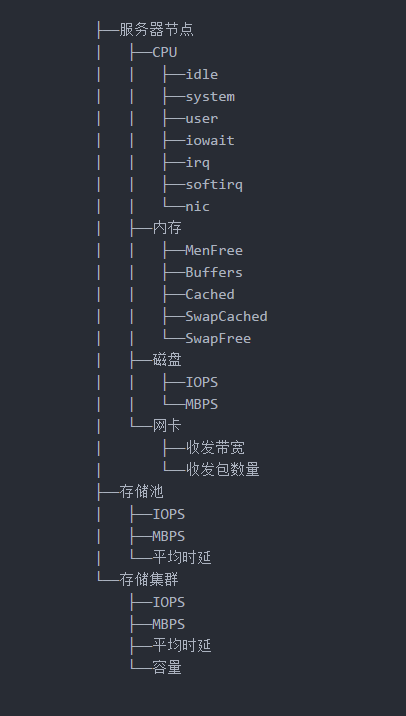 ├──服务器节点
│   ├──CPU
│   │   ├──idle
│   │   ├──system
│   │   ├──user
│   │   ├──iowait
│   │   ├──irq
│   │   ├──softirq
│   │   └──nic
│   ├──内存
│   │   ├──MenFree
│   │   ├──Buffers
│   │   ├──Cached
│   │   ├──SwapCached
│   │   └──SwapFree
│   ├──磁盘
│   │   ├──IOPS
│   │   └──MBPS
│   └──网卡
│       ├──收发带宽
│       └──收发包数量
├──存储池
│   ├──IOPS
│   ├──MBPS
│   └──平均时延
└──存储集群
    ├──IOPS
    ├──MBPS
    ├──平均时延
    └──容量